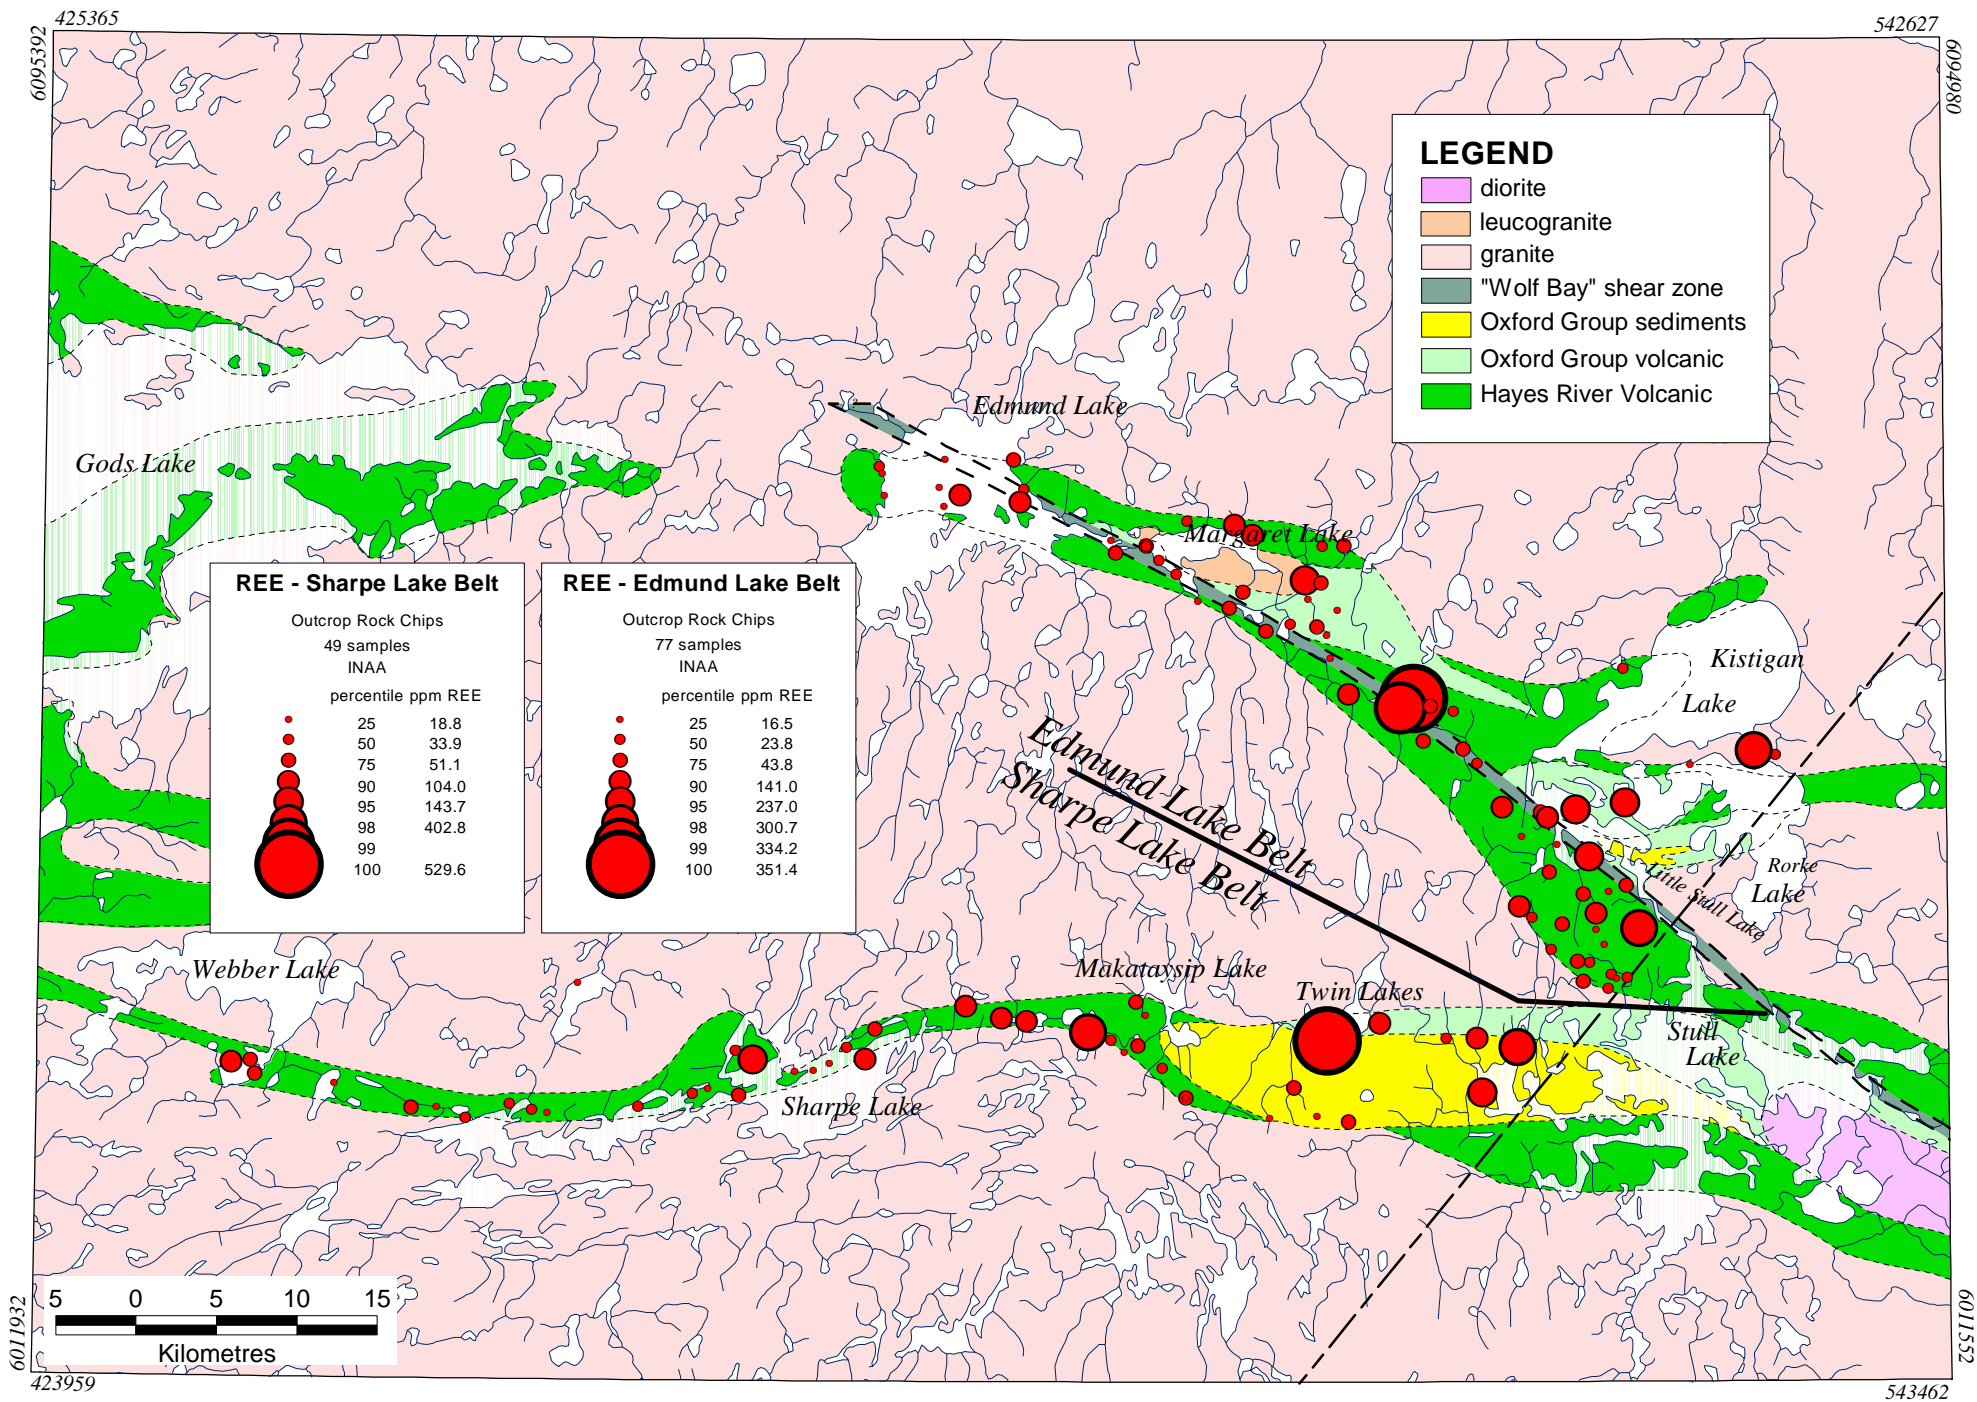 425365
542627
6095392
6094980
LEGEND
diorite
leucogranite
granite
"Wolf Bay" shear zone
Oxford Group sediments
Oxford Group volcanic
Hayes River Volcanic
Edmund Lake
Gods Lake
Margaret Lake
REE - Sharpe Lake Belt
Outcrop Rock Chips
49 samples
INAA
percentile ppm REE
25 18.8
50 33.9
75 51.1
90 104.0
95 143.7
98 402.8
99
100 529.6
REE - Edmund Lake Belt
Outcrop Rock Chips
77 samples
INAA
percentile ppm REE
25 16.5
50 23.8
75 43.8
90 141.0
95 237.0
98 300.7
99 334.2
100 351.4
Kistigan
Lake
Edmund Lake Belt
Sharpe Lake Belt
Rorke
Lake
Little Stull Lake
Webber Lake
Makataysip Lake
Twin Lakes
Stull
Lake
Sharpe Lake
5 0 5 10 15
Kilometres
6011932
6011552
423959
543462